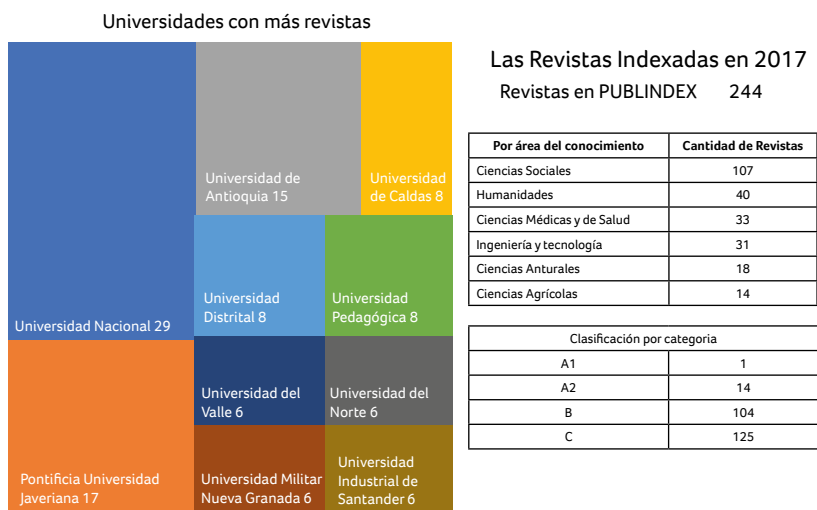 Universidades con más revistas
Universidad Nacional 29
Universidad de
Antioquia 15
Universidad
de Caldas 8
Universidad
Distrital 8
Universidad
Pedagógica 8
Pontificia Universidad
Javeriana 17
Universidad del
Valle 6
Universidad del
Norte 6
Universidad Militar
Nueva Granada 6
Universidad
Industrial de
Santander 6
Las Revistas Indexadas en 2017
Revistas en PUBLINDEX 244
Por área del conocimiento Cantidad de Revistas
Ciencias Sociales 107
Humanidades 40
Ciencias Médicas y de Salud 33
Ingeniería y tecnología 31
Ciencias Anturales 18
Ciencias Agrícolas 14
Clasificación por categoria
A1 1
A2 14
B 104
C 125